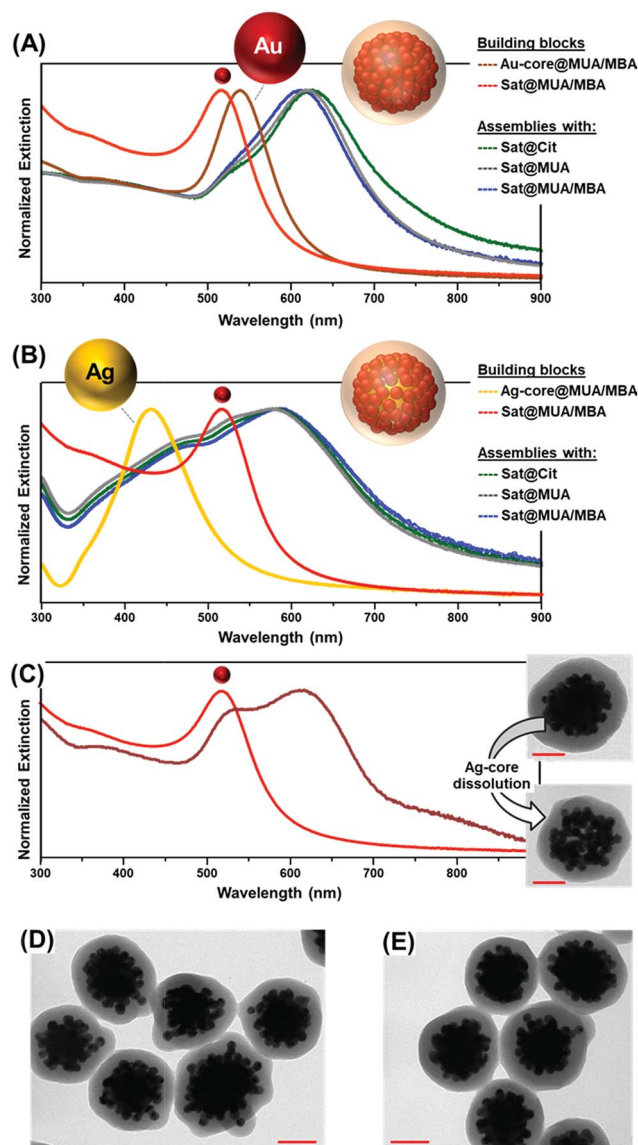 (A)
Au
Building blocks
Au-core@MUA/MBA
Sat@MUA/MBA
Assemblies with:
Sat@Cit
Sat@MUA
Sat@MUA/MBA
Normalized Extinction
300 400 500 600 700 800 900
Wavelength (nm)
(B)
Ag
Building blocks
Ag-core@MUA/MBA
Sat@MUA/MBA
Assemblies with:
Sat@Cit
Sat@MUA
Sat@MUA/MBA
Normalized Extinction
300 400 500 600 700 800 900
Wavelength (nm)
(C)
Ag-core
dissolution
Normalized Extinction
300 400 500 600 700 800
Wavelength (nm)
(D)
(E)